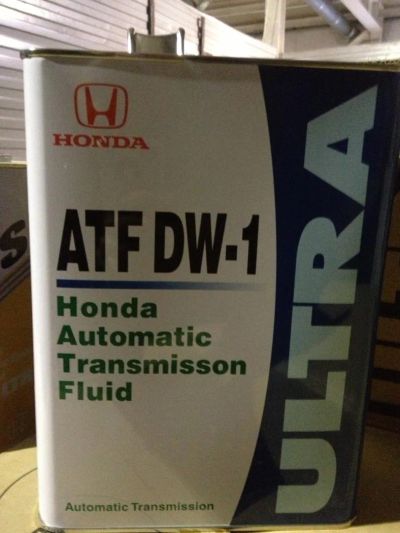 HONDA
ATF DW-1
Honda
Automatic
Transmisson
Fluid
ULTRA
Automatic Transmission
S